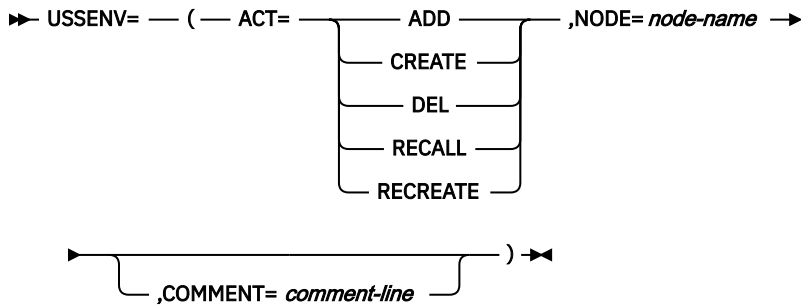 USSENV= ( ACT= ADD ,NODE= node-name
CREATE
DEL
RECALL
RECREATE
)
,COMMENT= comment-line